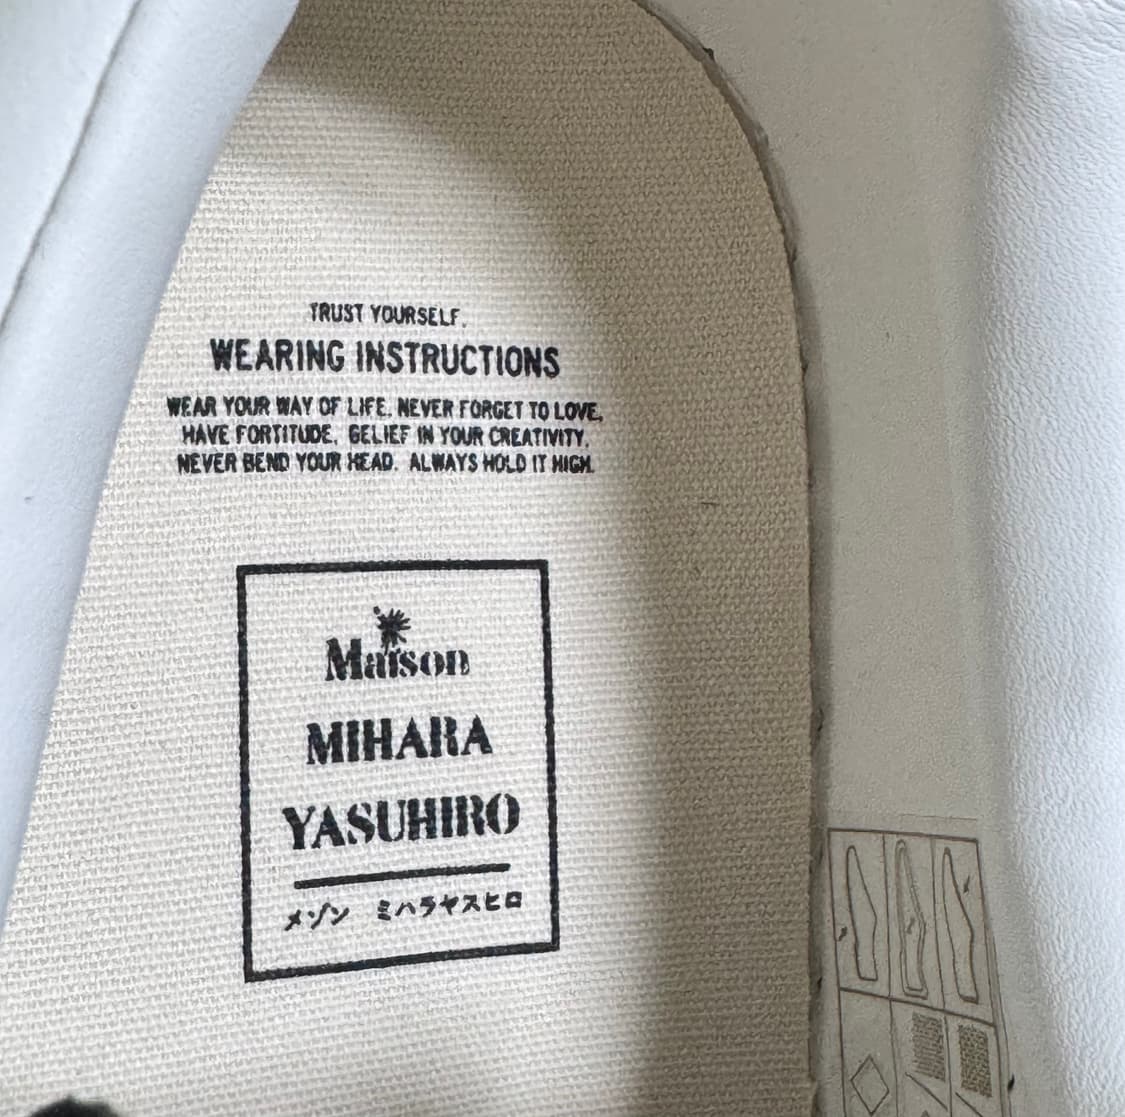 TRUST YOURSELF.
WEARING INSTRUCTIONS
WEAR YOUR WAY OF LIFE. NEVER FORGET TO LOVE.
HAVE FORTITUDE. BELIEF IN YOUR CREATIVITY.
NEVER BEND YOUR HEAD. ALWAYS HOLD IT HIGH.
Maison
MIHARA
YASUHIRO
メゾン ミハラヤスヒロ